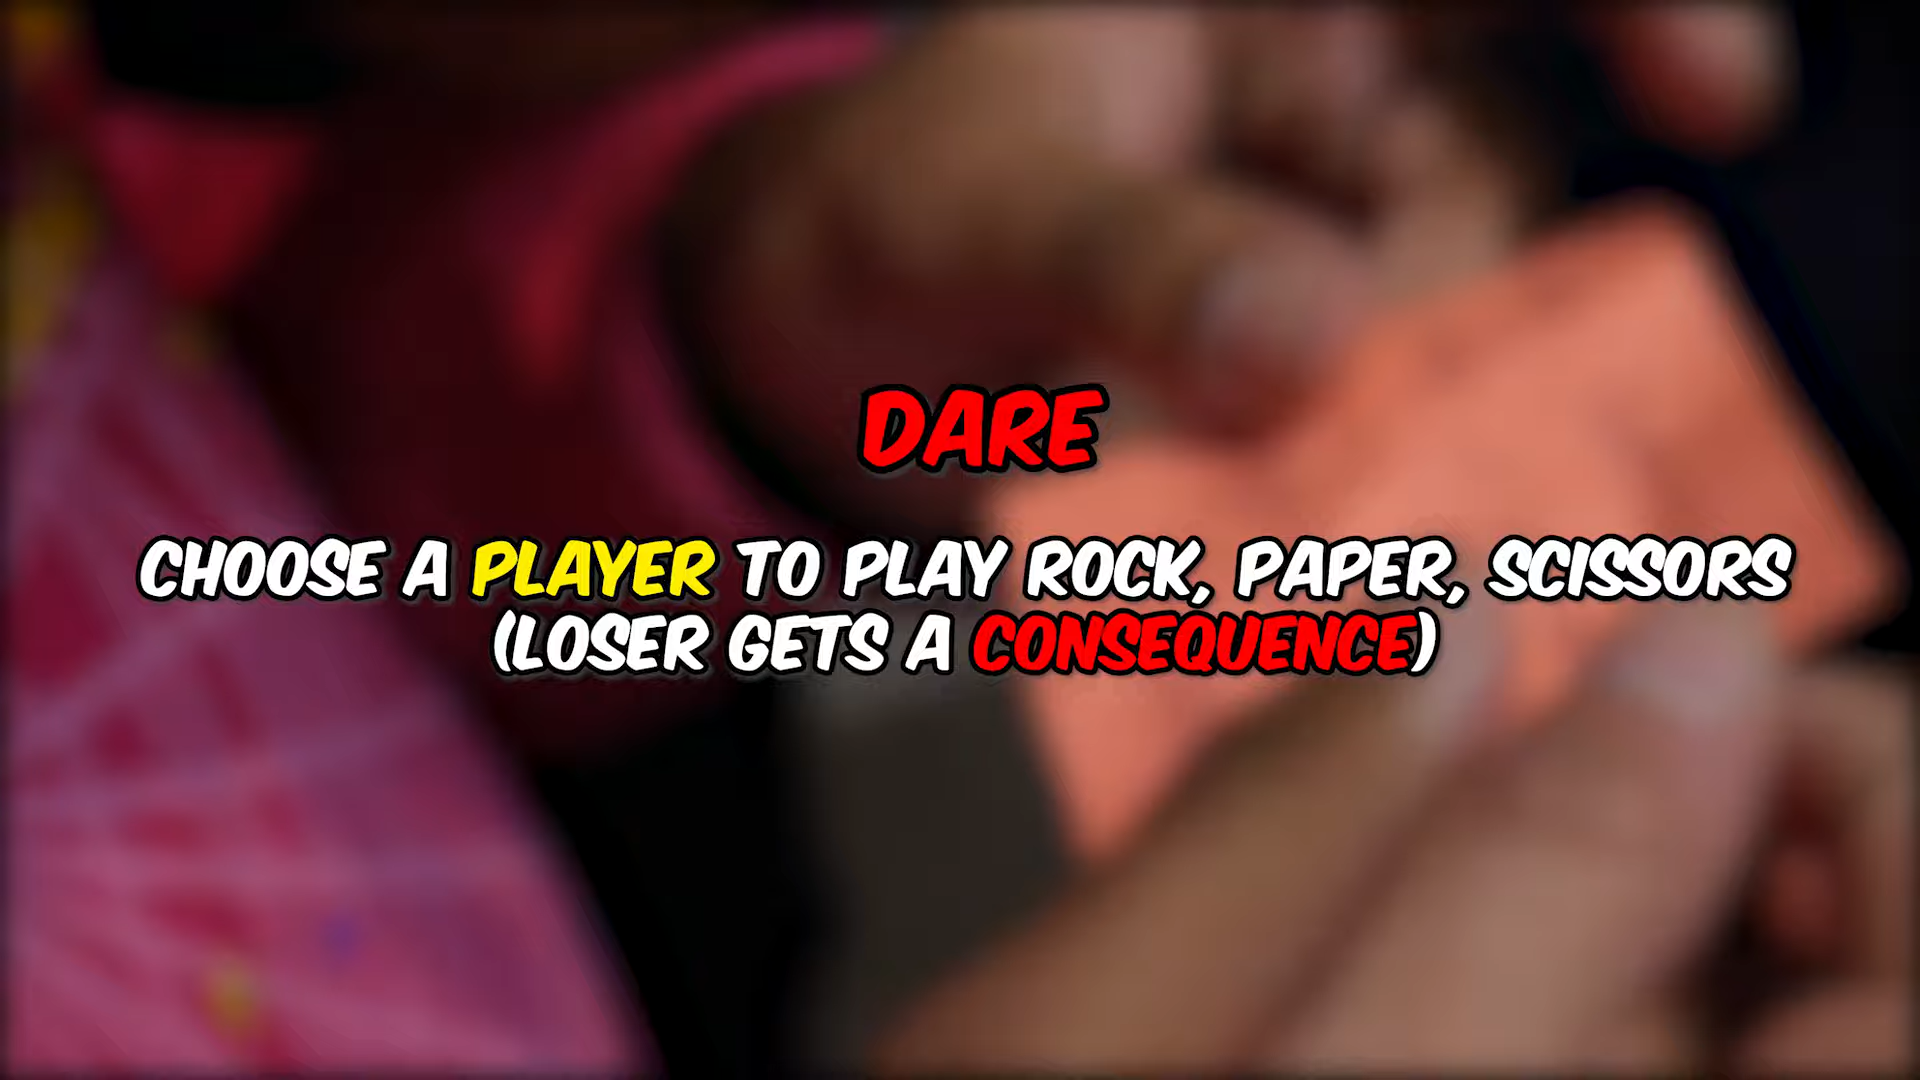 DARE
CHOOSE A PLAYER TO PLAY ROCK, PAPER, SCISSORS
(LOSER GETS A CONSEQUENCE)